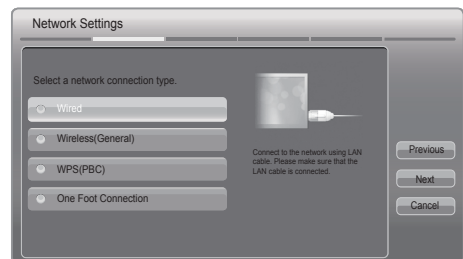 Network Settings
Select a network connection type.
Wired
Wireless(General)
WPS(PBC)
One Foot Connection
Connect to the network using LAN
cable. Please make sure that the
LAN cable is connected.
Previous
Next
Cancel